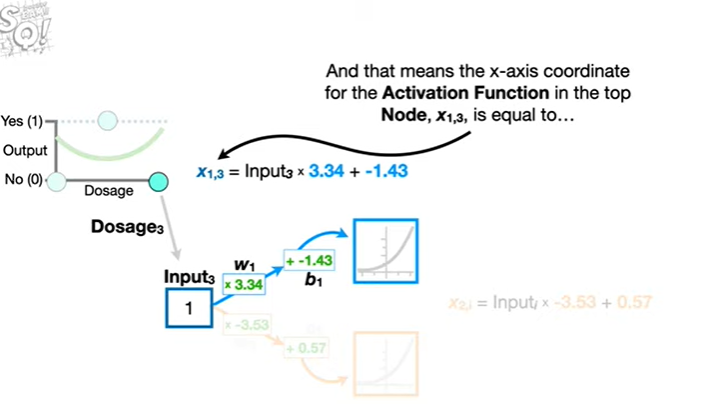 And that means the x-axis coordinate
for the Activation Function in the top
Node, x1,3, is equal to...
Yes (1)
Output
No (0)
Dosage
x1,3 = Input3 × 3.34 + -1.43
Dosage3
Input3
1
w1
× 3.34
+ -1.43
b1
× -3.53
+ 0.57
x2,i = Inputi × -3.53 + 0.57